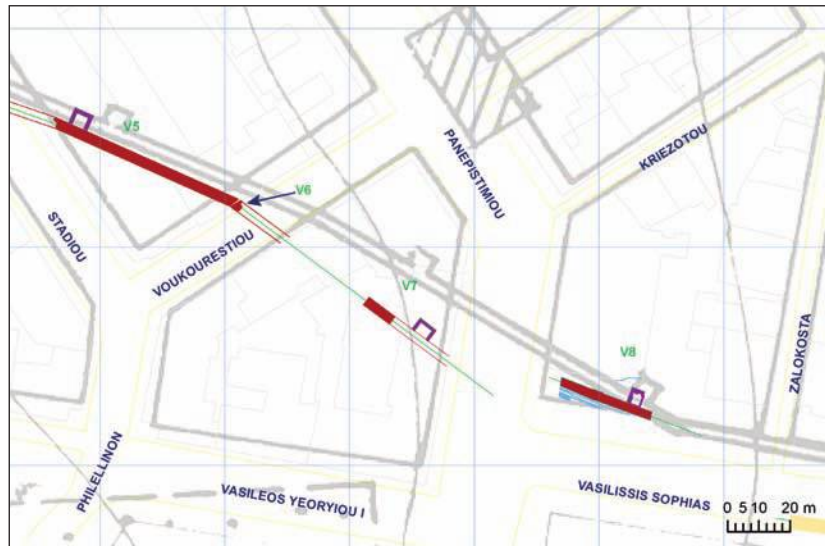 V5
V6
V7
V8
PANEPISTIMIOU
KRIEZOTOU
STADIOU
VOUKOURESTIOU
ZALOKOSTA
PHILELLINON
VASILEOS YEORYIOU I
VASILISSIS SOPHIAS
0 5 10 20 m